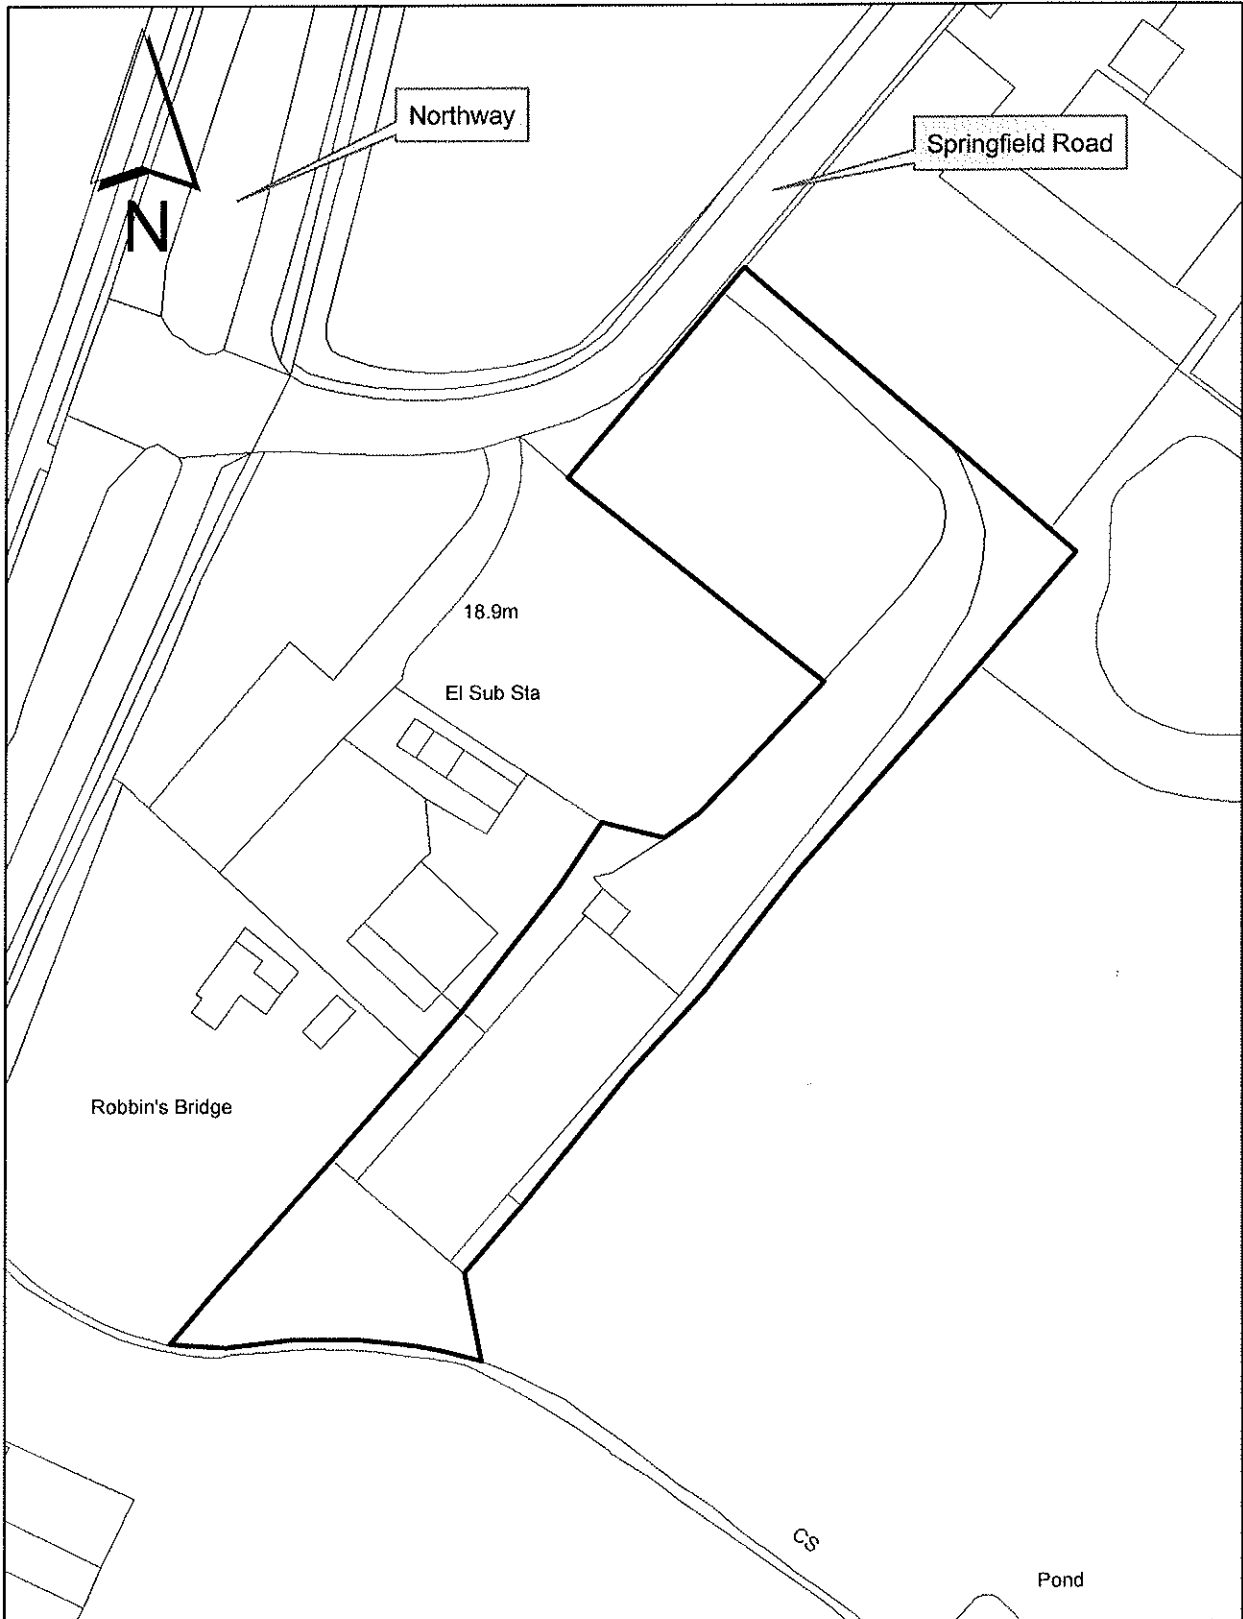 Northway
Springfield Road
N
18.9m
El Sub Sta
Robbin's Bridge
CS
Pond